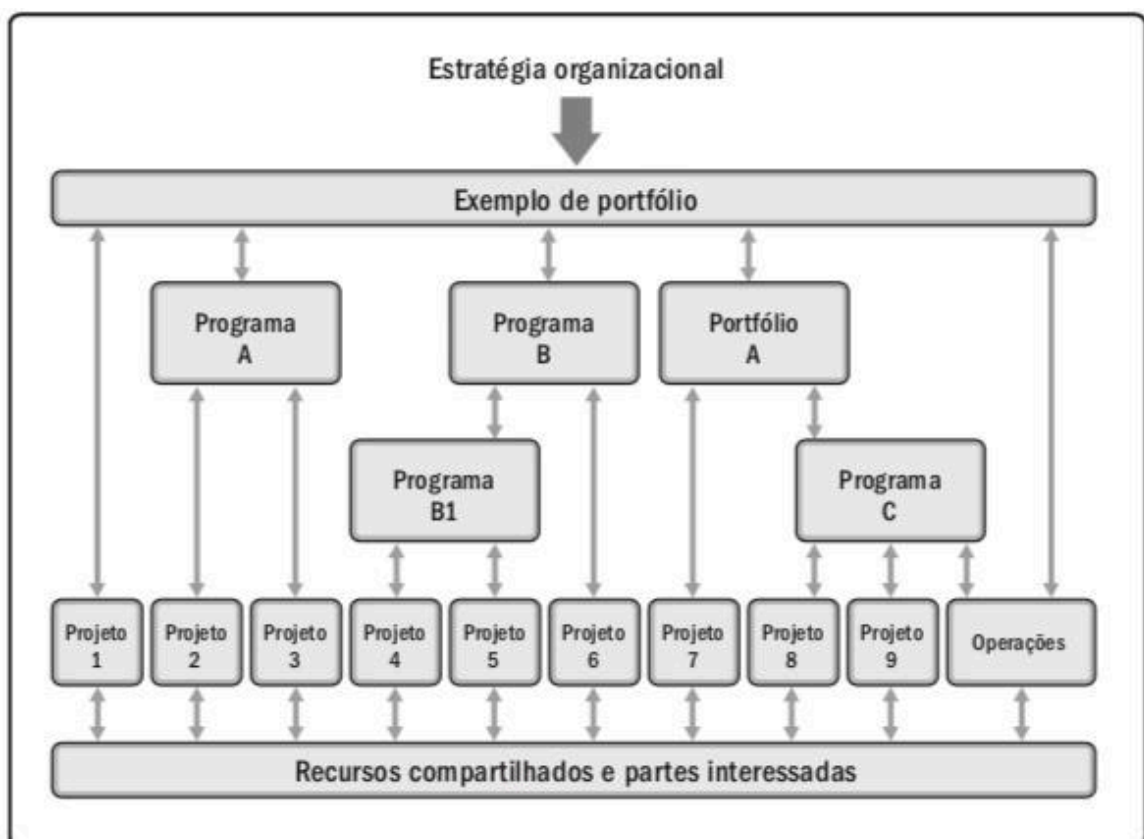 Estratégia organizacional
Exemplo de portfólio
Programa
A
Programa
B
Portfólio
A
Programa
B1
Programa
C
Projeto
1
Projeto
2
Projeto
3
Projeto
4
Projeto
5
Projeto
6
Projeto
7
Projeto
8
Projeto
9
Operações
Recursos compartilhados e partes interessadas